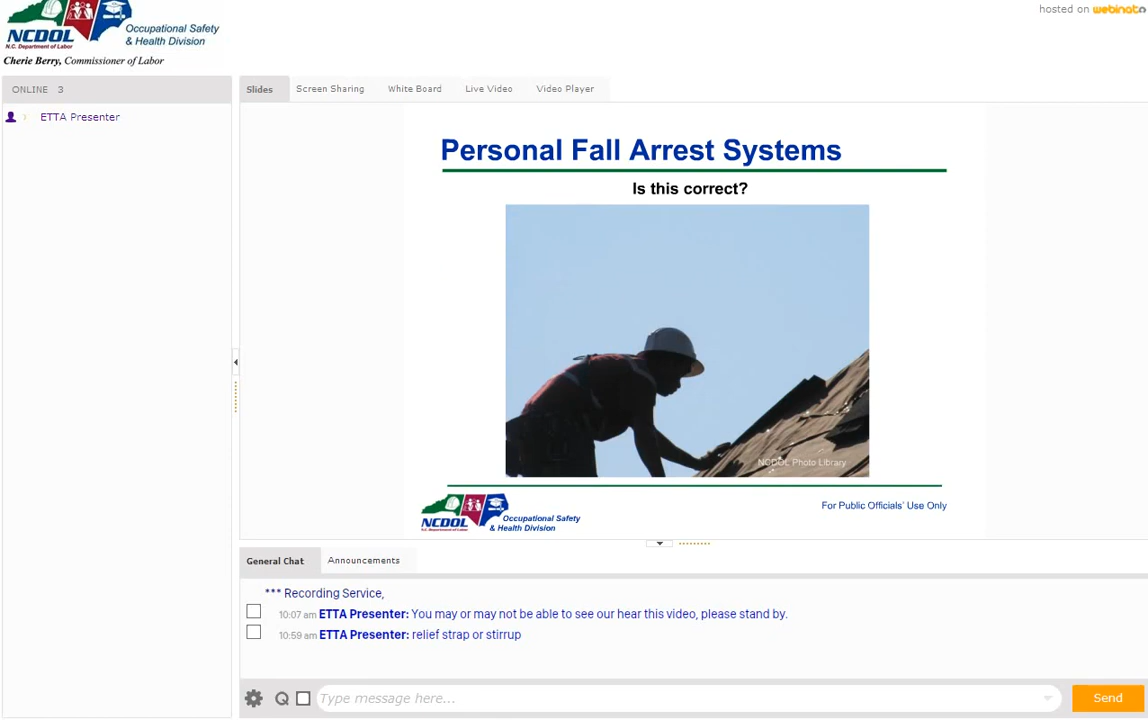 hosted on webinato
NCDOL
N.C. Department of Labor
Occupational Safety
& Health Division
Cherie Berry, Commissioner of Labor
ONLINE 3
Slides Screen Sharing White Board Live Video Video Player
ETTA Presenter
Personal Fall Arrest Systems
Is this correct?
NCDOL Photo Library
NCDOL
N.C. Department of Labor
Occupational Safety
& Health Division
For Public Officials' Use Only
General Chat Announcements
*** Recording Service,
10:07 am ETTA Presenter: You may or may not be able to see our hear this video, please stand by.
10:59 am ETTA Presenter: relief strap or stirrup
Q Type message here... Send